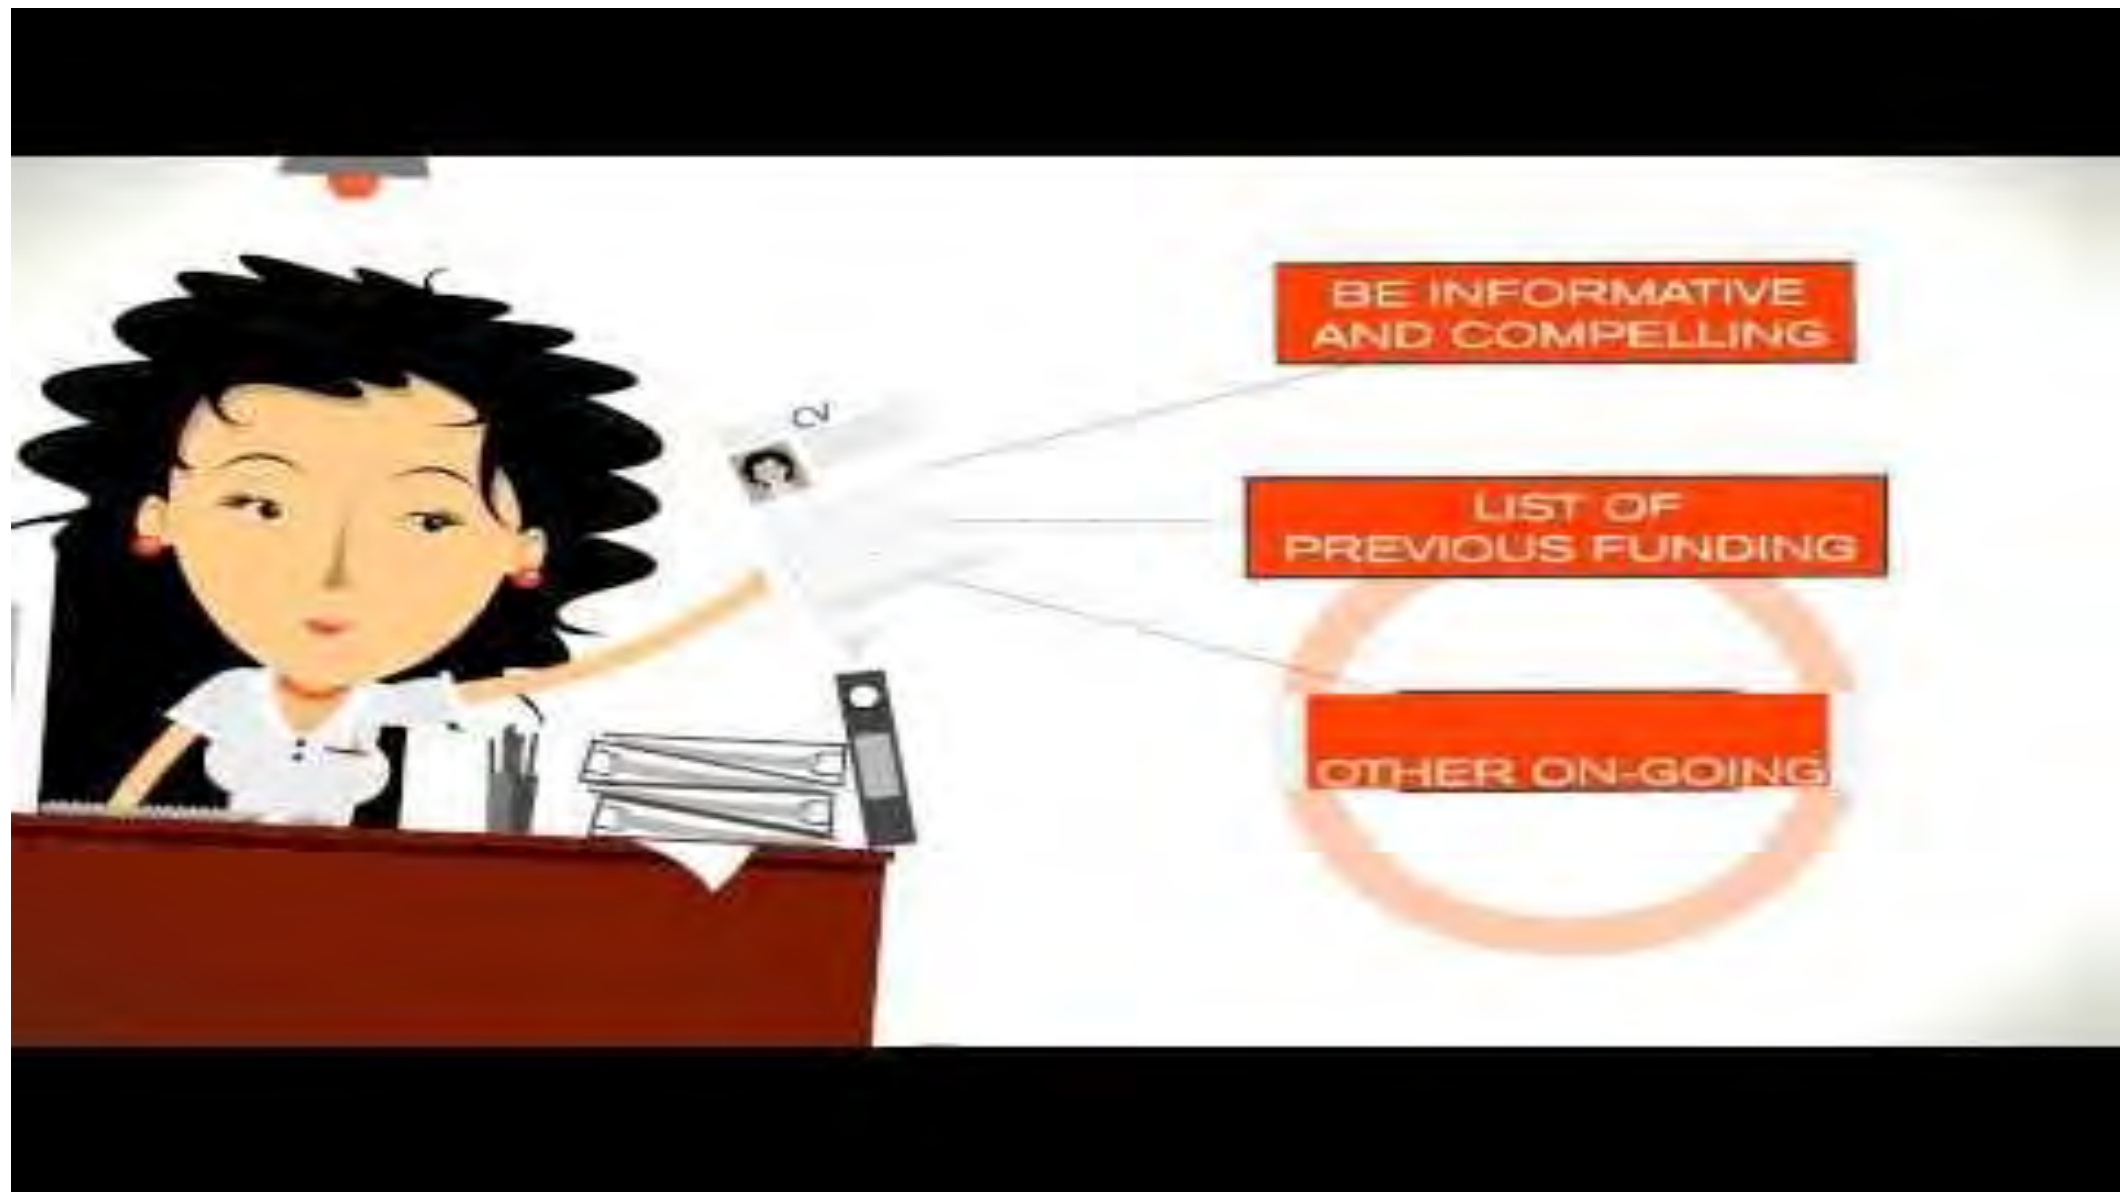 CV
BE INFORMATIVE
AND COMPELLING
LIST OF
PREVIOUS FUNDING
OTHER ON-GOING